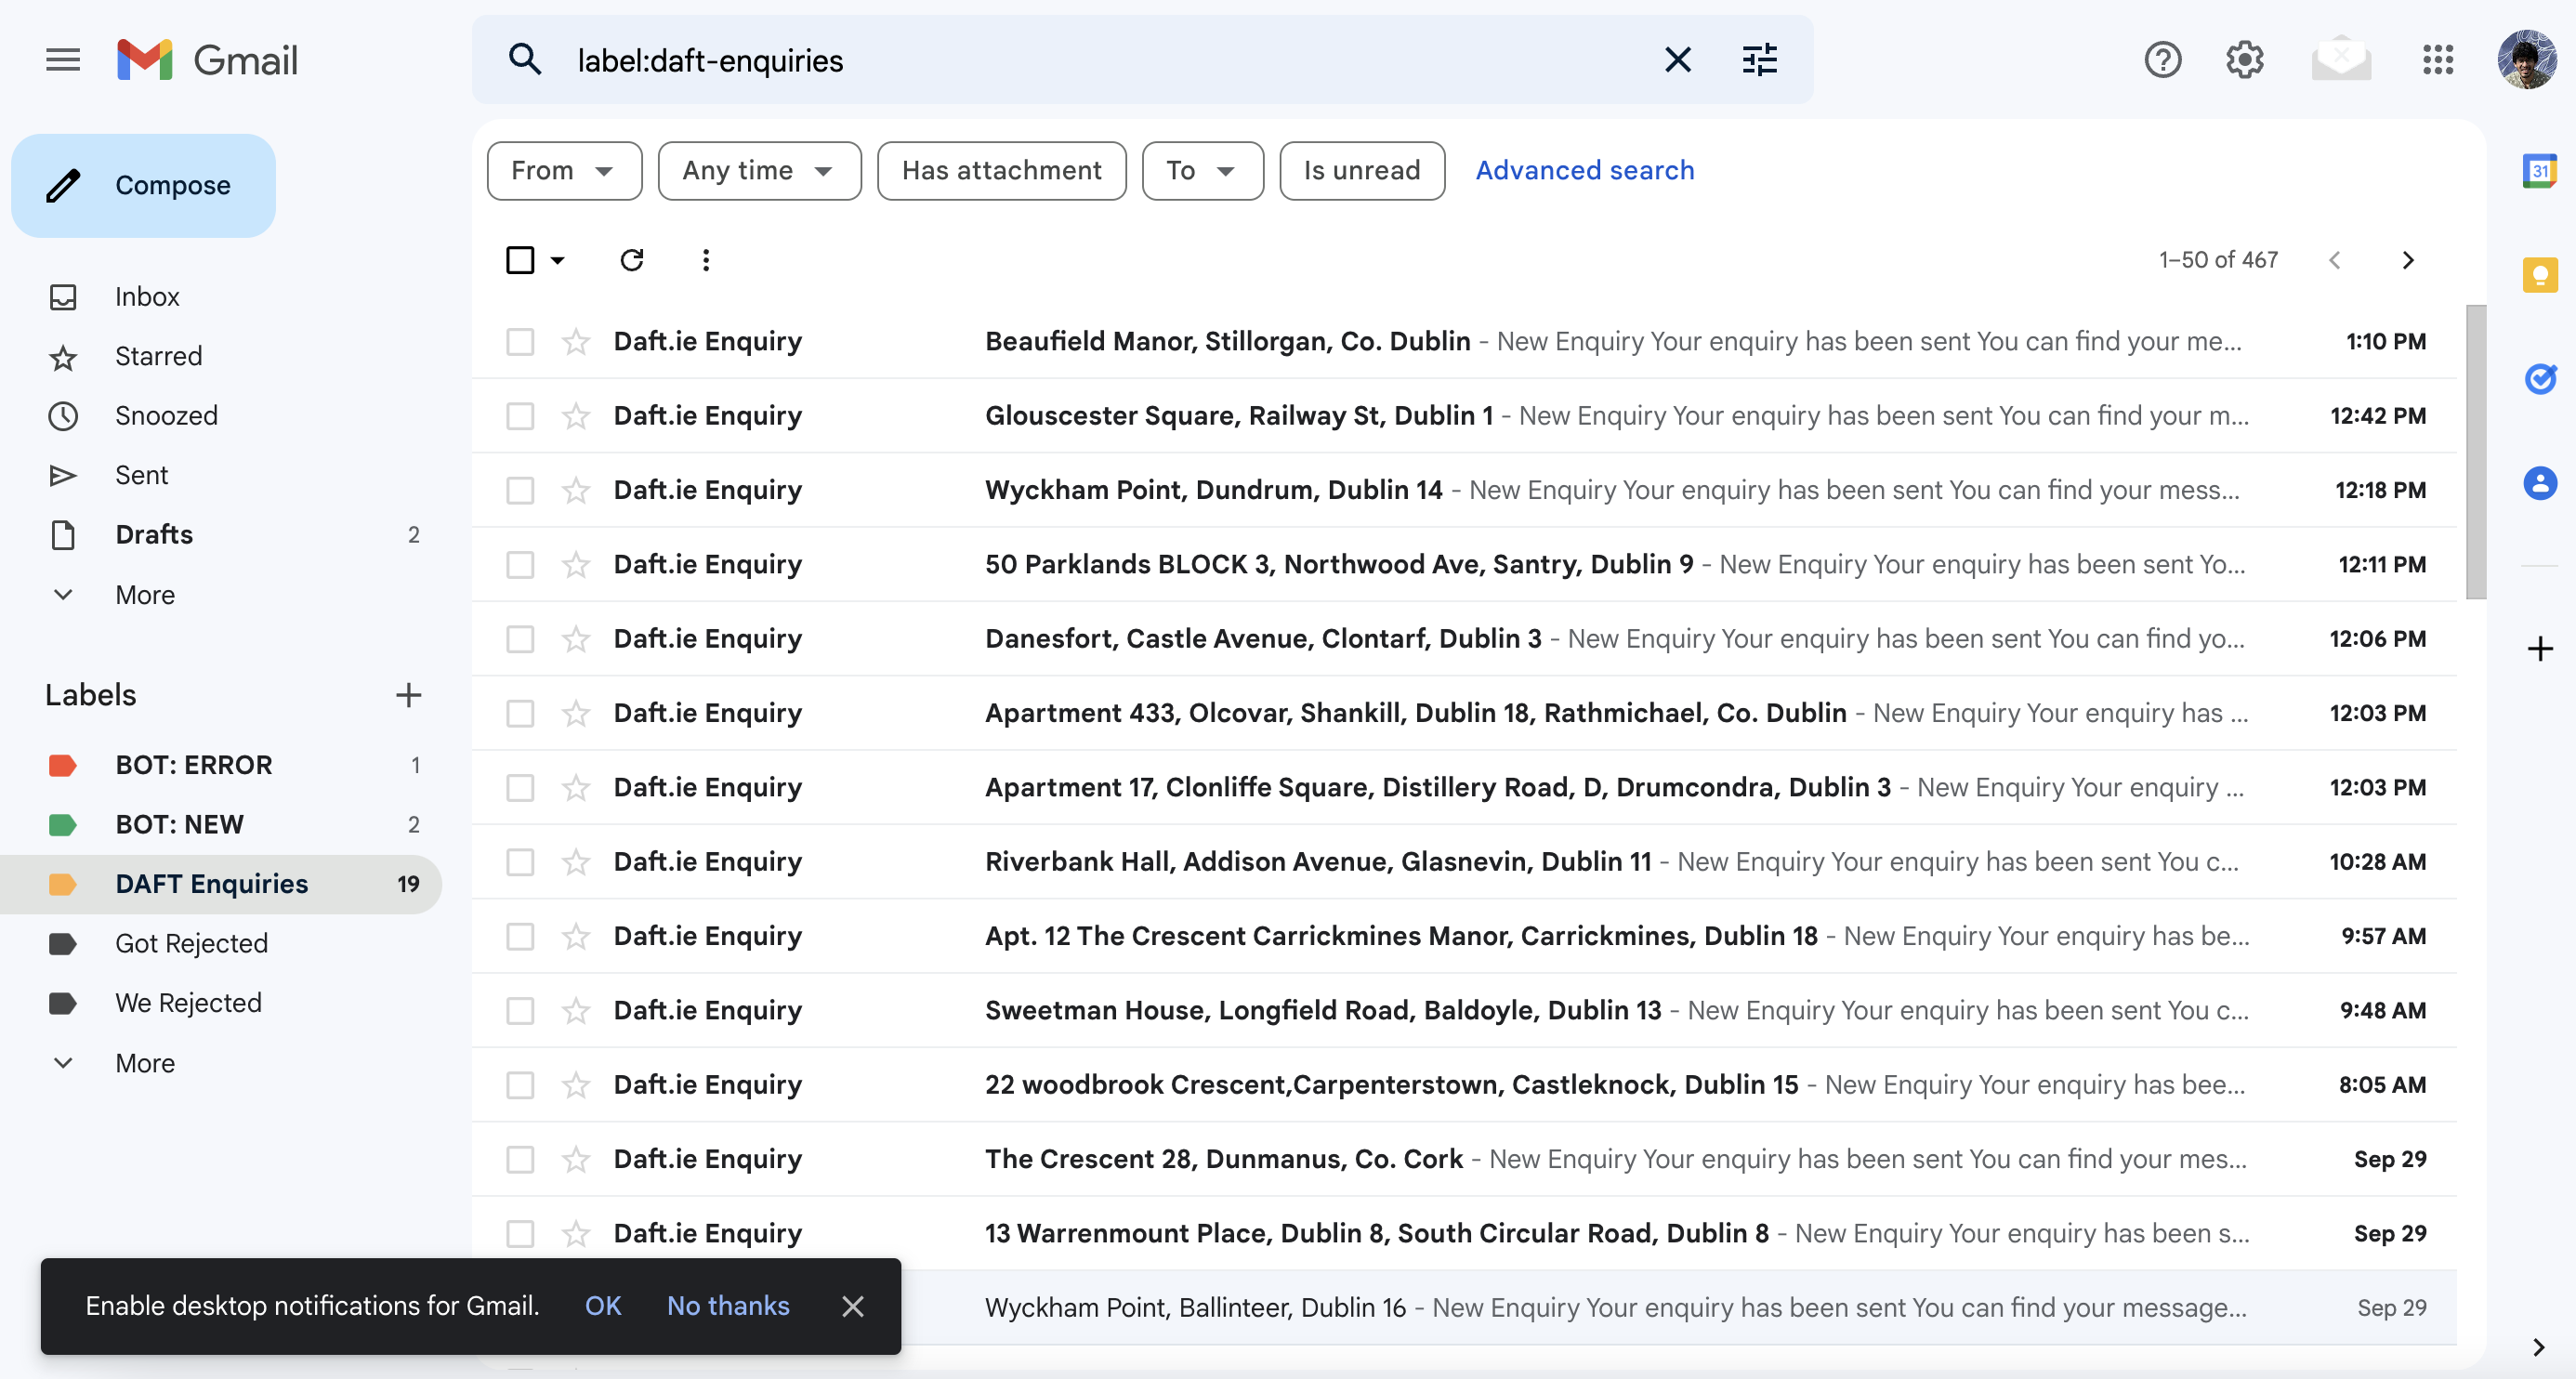 Gmail
label:daft-enquiries
Compose
From
Any time
Has attachment
To
Is unread
Advanced search
31
1–50 of 467
Inbox
Starred
Snoozed
Sent
Drafts 2
More
Labels
BOT: ERROR 1
BOT: NEW 2
DAFT Enquiries 19
Got Rejected
We Rejected
More
Daft.ie Enquiry Beaufield Manor, Stillorgan, Co. Dublin - New Enquiry Your enquiry has been sent You can find your me... 1:10 PM
Daft.ie Enquiry Glouscester Square, Railway St, Dublin 1 - New Enquiry Your enquiry has been sent You can find your m... 12:42 PM
Daft.ie Enquiry Wyckham Point, Dundrum, Dublin 14 - New Enquiry Your enquiry has been sent You can find your mess... 12:18 PM
Daft.ie Enquiry 50 Parklands BLOCK 3, Northwood Ave, Santry, Dublin 9 - New Enquiry Your enquiry has been sent Yo... 12:11 PM
Daft.ie Enquiry Danesfort, Castle Avenue, Clontarf, Dublin 3 - New Enquiry Your enquiry has been sent You can find yo... 12:06 PM
Daft.ie Enquiry Apartment 433, Olcovar, Shankill, Dublin 18, Rathmichael, Co. Dublin - New Enquiry Your enquiry has ... 12:03 PM
Daft.ie Enquiry Apartment 17, Clonliffe Square, Distillery Road, D, Drumcondra, Dublin 3 - New Enquiry Your enquiry ... 12:03 PM
Daft.ie Enquiry Riverbank Hall, Addison Avenue, Glasnevin, Dublin 11 - New Enquiry Your enquiry has been sent You c... 10:28 AM
Daft.ie Enquiry Apt. 12 The Crescent Carrickmines Manor, Carrickmines, Dublin 18 - New Enquiry Your enquiry has be... 9:57 AM
Daft.ie Enquiry Sweetman House, Longfield Road, Baldoyle, Dublin 13 - New Enquiry Your enquiry has been sent You c... 9:48 AM
Daft.ie Enquiry 22 woodbrook Crescent,Carpenterstown, Castleknock, Dublin 15 - New Enquiry Your enquiry has bee... 8:05 AM
Daft.ie Enquiry The Crescent 28, Dunmanus, Co. Cork - New Enquiry Your enquiry has been sent You can find your mes... Sep 29
Daft.ie Enquiry 13 Warrenmount Place, Dublin 8, South Circular Road, Dublin 8 - New Enquiry Your enquiry has been s... Sep 29
Wyckham Point, Ballinteer, Dublin 16 - New Enquiry Your enquiry has been sent You can find your message... Sep 29
Enable desktop notifications for Gmail. OK No thanks